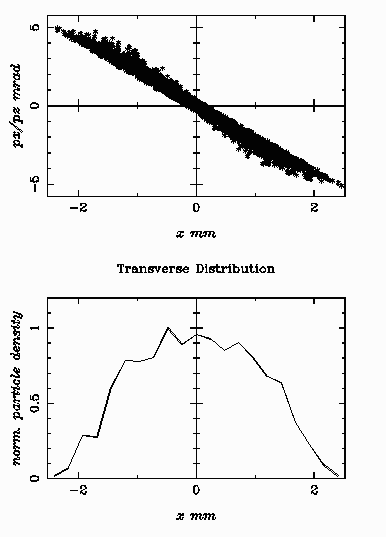 5
0
−5
px/pz mrad
−2 0 2
x mm
Transverse Distribution
1
0.5
0
norm. particle density
−2 0 2
x mm